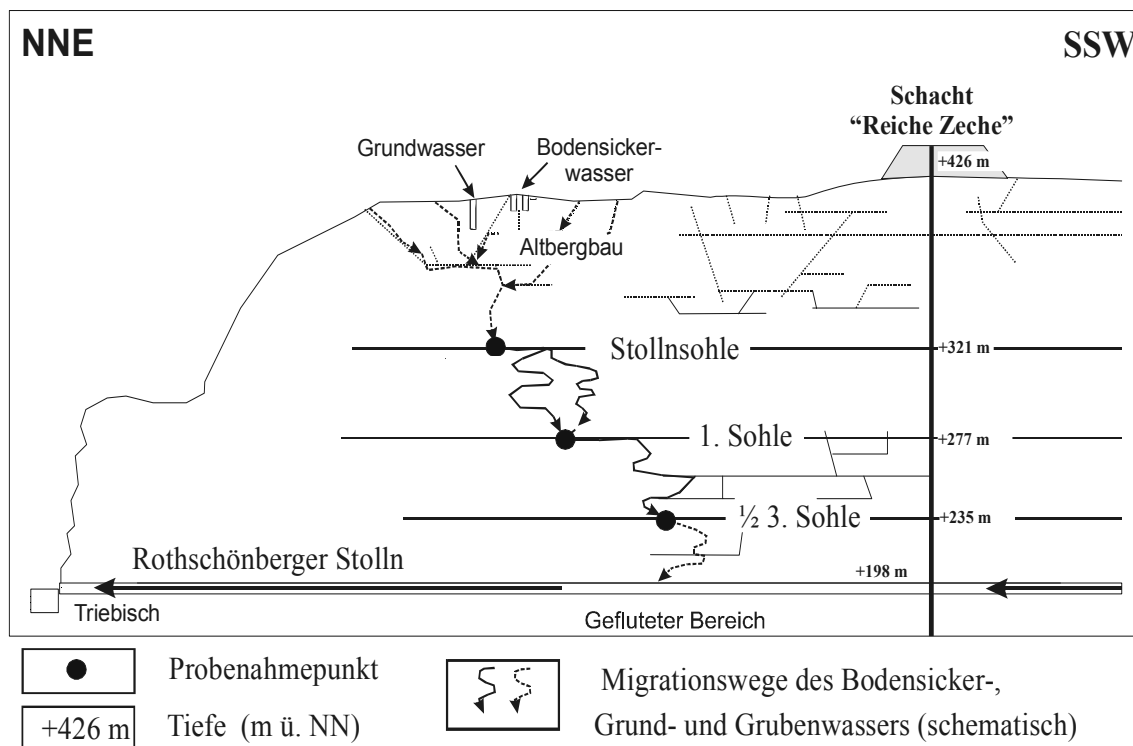 NNE
SSW
Schacht
“Reiche Zeche”
+426 m
Grundwasser
Bodensicker-
wasser
Altbergbau
Stollnsohle
+321 m
1. Sohle
+277 m
½ 3. Sohle
+235 m
Rothschönberger Stolln
+198 m
Triebisch
Gefluteter Bereich
Probenahmepunkt
+426 m
Tiefe (m ü. NN)
Migrationswege des Bodensicker-,
Grund- und Grubenwassers (schematisch)